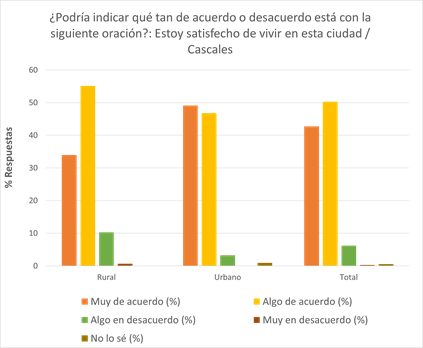 ¿Podría indicar qué tan de acuerdo o desacuerdo está con la
siguiente oración?: Estoy satisfecho de vivir en esta ciudad /
Cascales
60
50
40
30
20
10
0
% Respuestas
Rural
Urbano
Total
Muy de acuerdo (%)
Algo de acuerdo (%)
Algo en desacuerdo (%)
Muy en desacuerdo (%)
No lo sé (%)